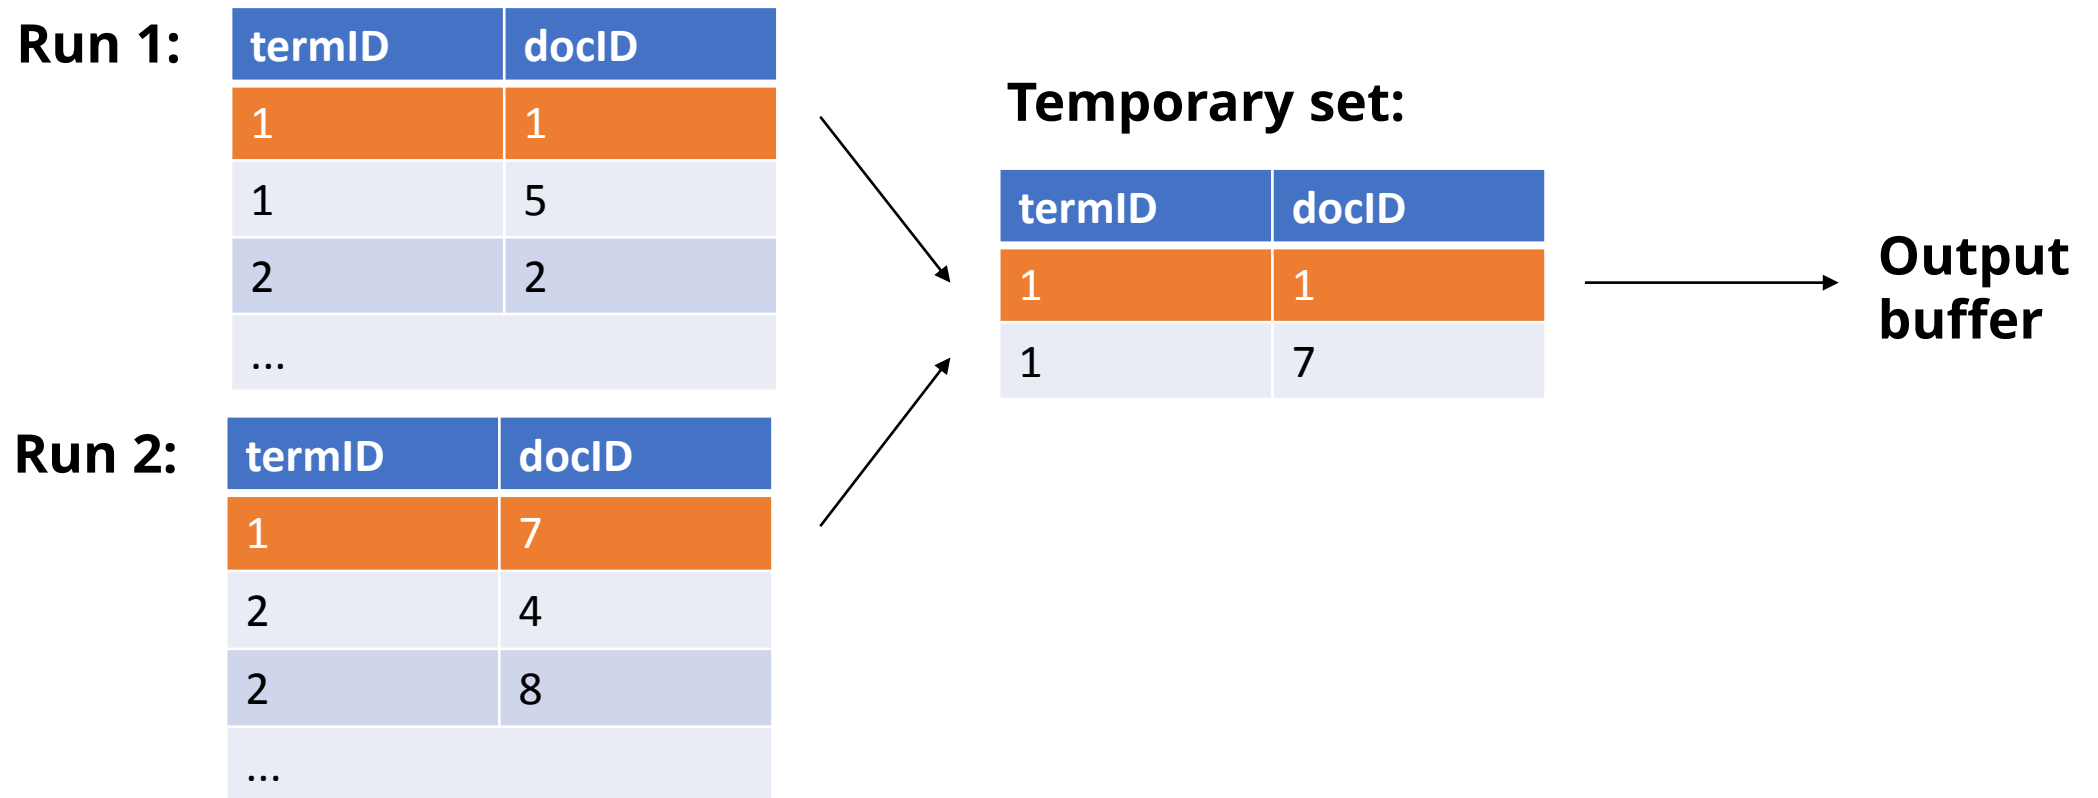 Run 1:
termID docID
1 1
1 5
2 2
...
Run 2:
termID docID
1 7
2 4
2 8
...
Temporary set:
termID docID
1 1
1 7
Output
buffer